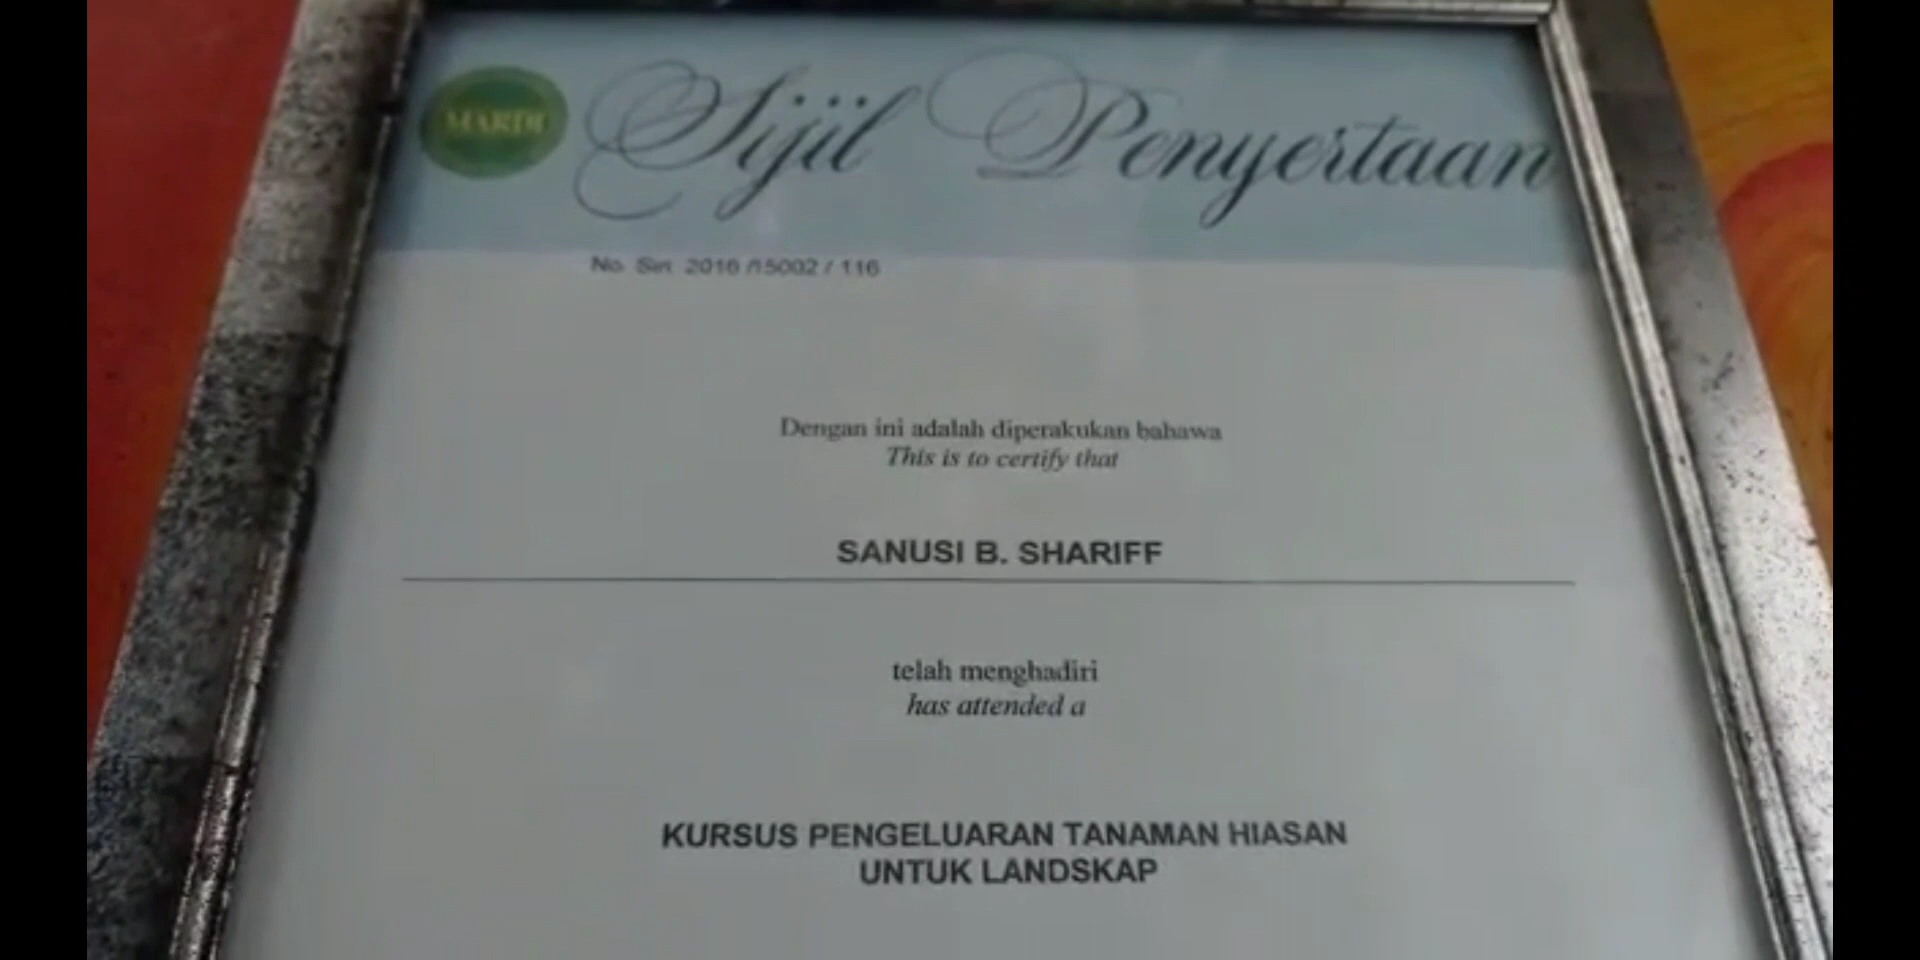 MARDI
Sijil Penyertaan
No. Siri 2016 /15002 / 116
Dengan ini adalah diperakukan bahawa
This is to certify that
SANUSI B. SHARIFF
telah menghadiri
has attended a
KURSUS PENGELUARAN TANAMAN HIASAN
UNTUK LANDSKAP